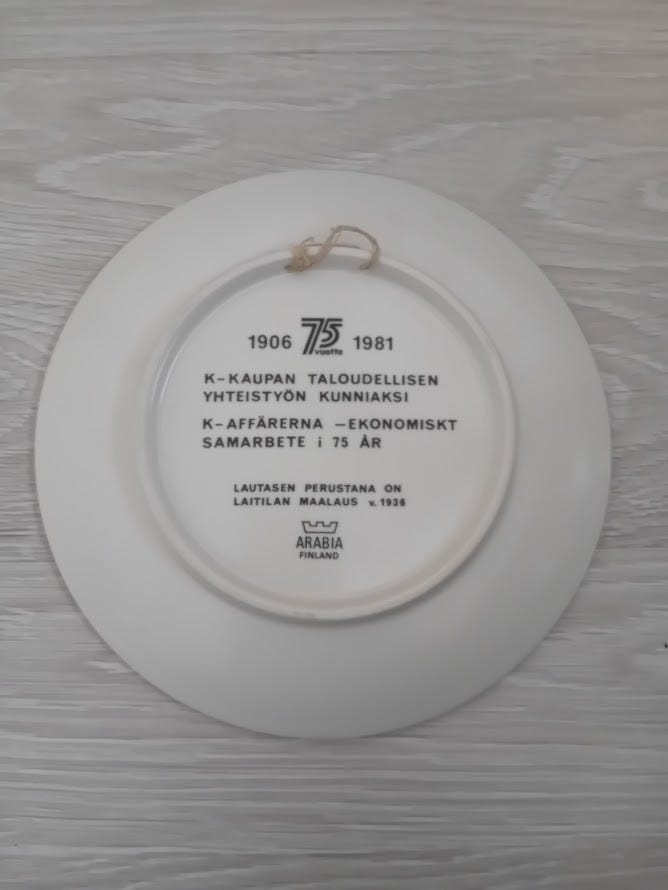 1906 75 vuotta 1981
K-KAUPAN TALOUDELLISEN
YHTEISTYÖN KUNNIAKSI
K-AFFÄRERNA -EKONOMISKT
SAMARBETE i 75 ÅR
LAUTASEN PERUSTANA ON
LAITILAN MAALAUS v. 1936
ARABIA
FINLAND